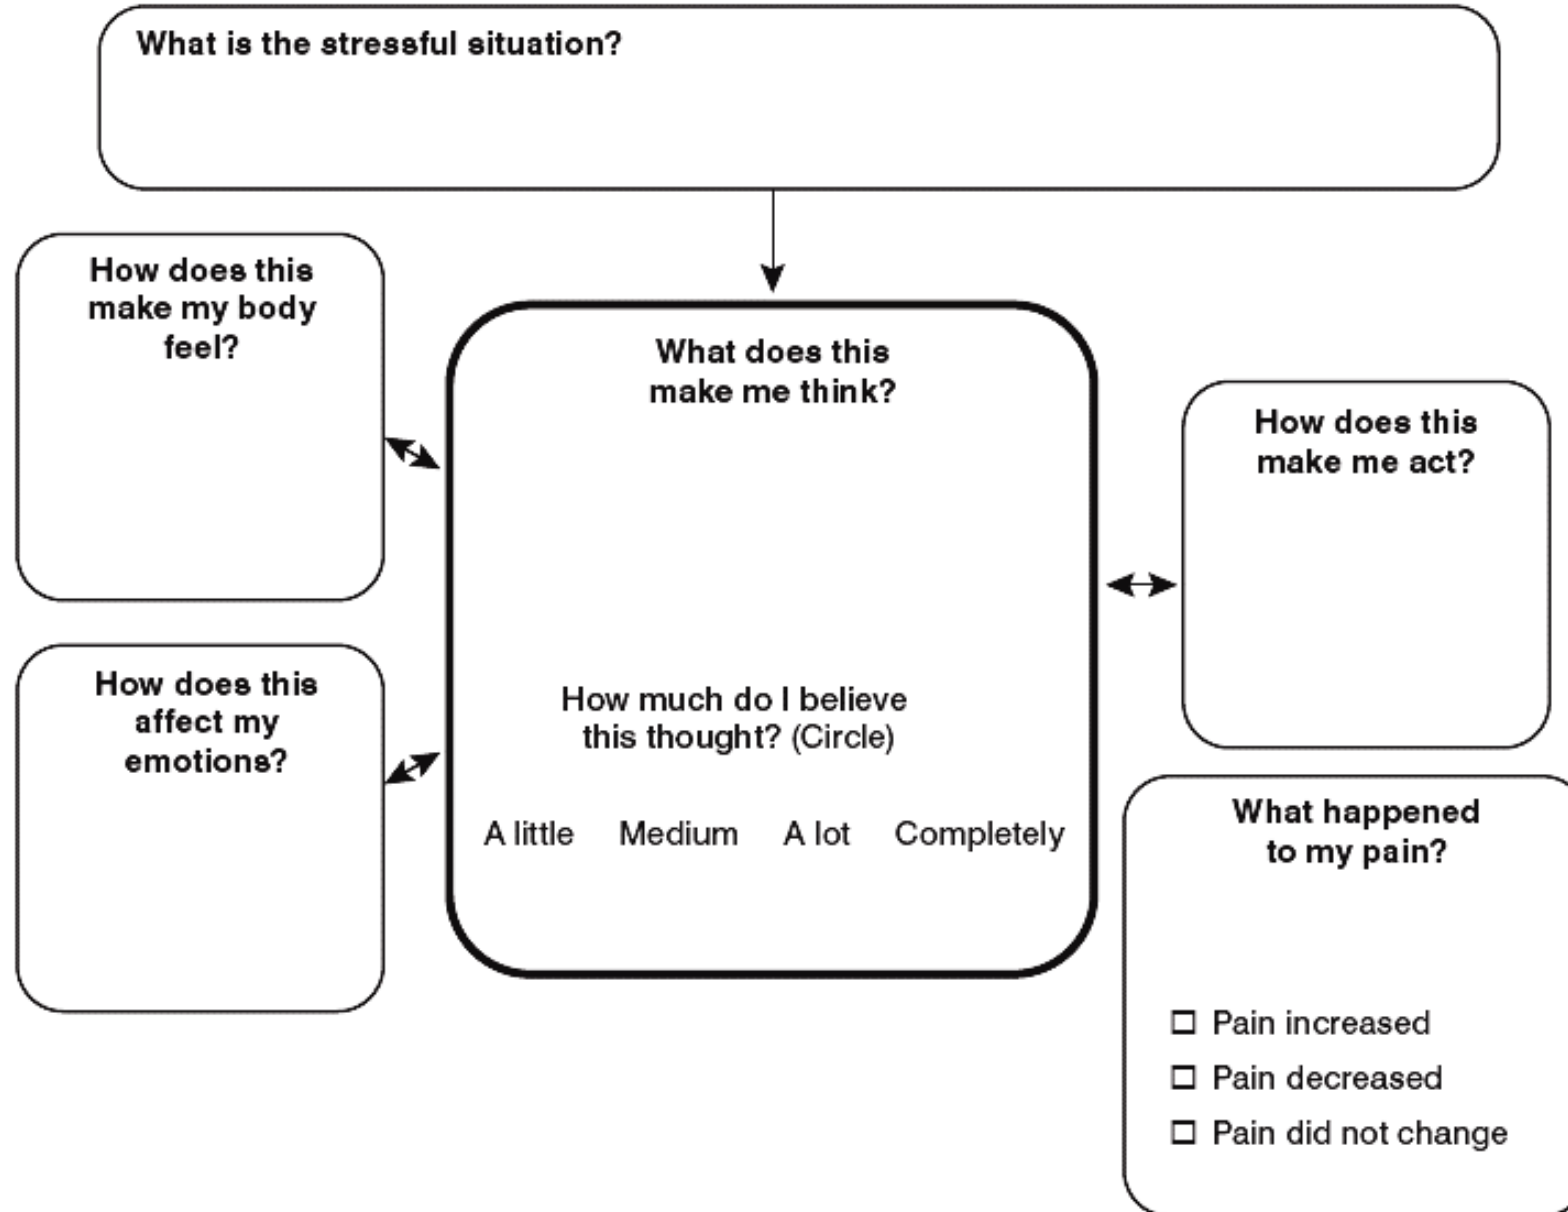 What is the stressful situation?
How does this
make my body
feel?
What does this
make me think?
How does this
make me act?
How does this
affect my
emotions?
How much do I believe
this thought? (Circle)
A little Medium A lot Completely
What happened
to my pain?
Pain increased
Pain decreased
Pain did not change